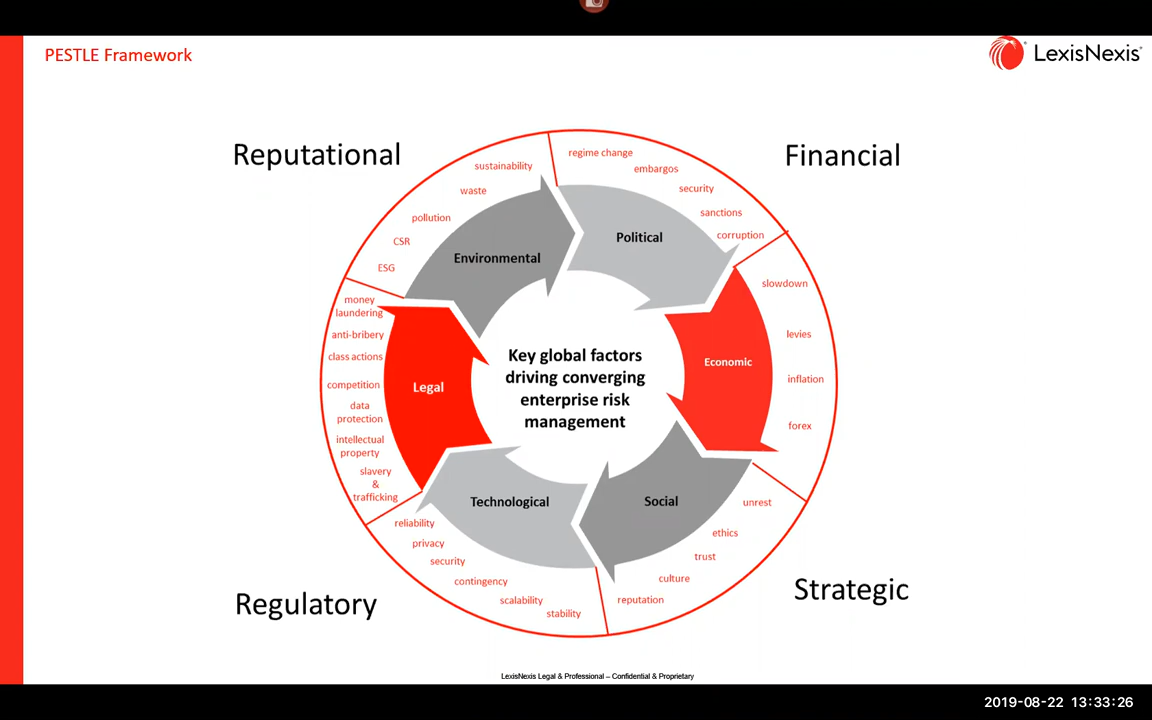 PESTLE Framework
LexisNexis®
Reputational
Financial
sustainability
waste
pollution
CSR
ESG
Environmental
regime change
embargos
security
sanctions
corruption
Political
slowdown
levies
inflation
forex
Economic
unrest
ethics
trust
culture
reputation
Social
reliability
privacy
security
contingency
scalability
stability
Technological
money
laundering
anti-bribery
class actions
competition
data
protection
intellectual
property
slavery
&
trafficking
Legal
Key global factors
driving converging
enterprise risk
management
Regulatory
Strategic
LexisNexis Legal & Professional – Confidential & Proprietary
2019-08-22 13:33:26